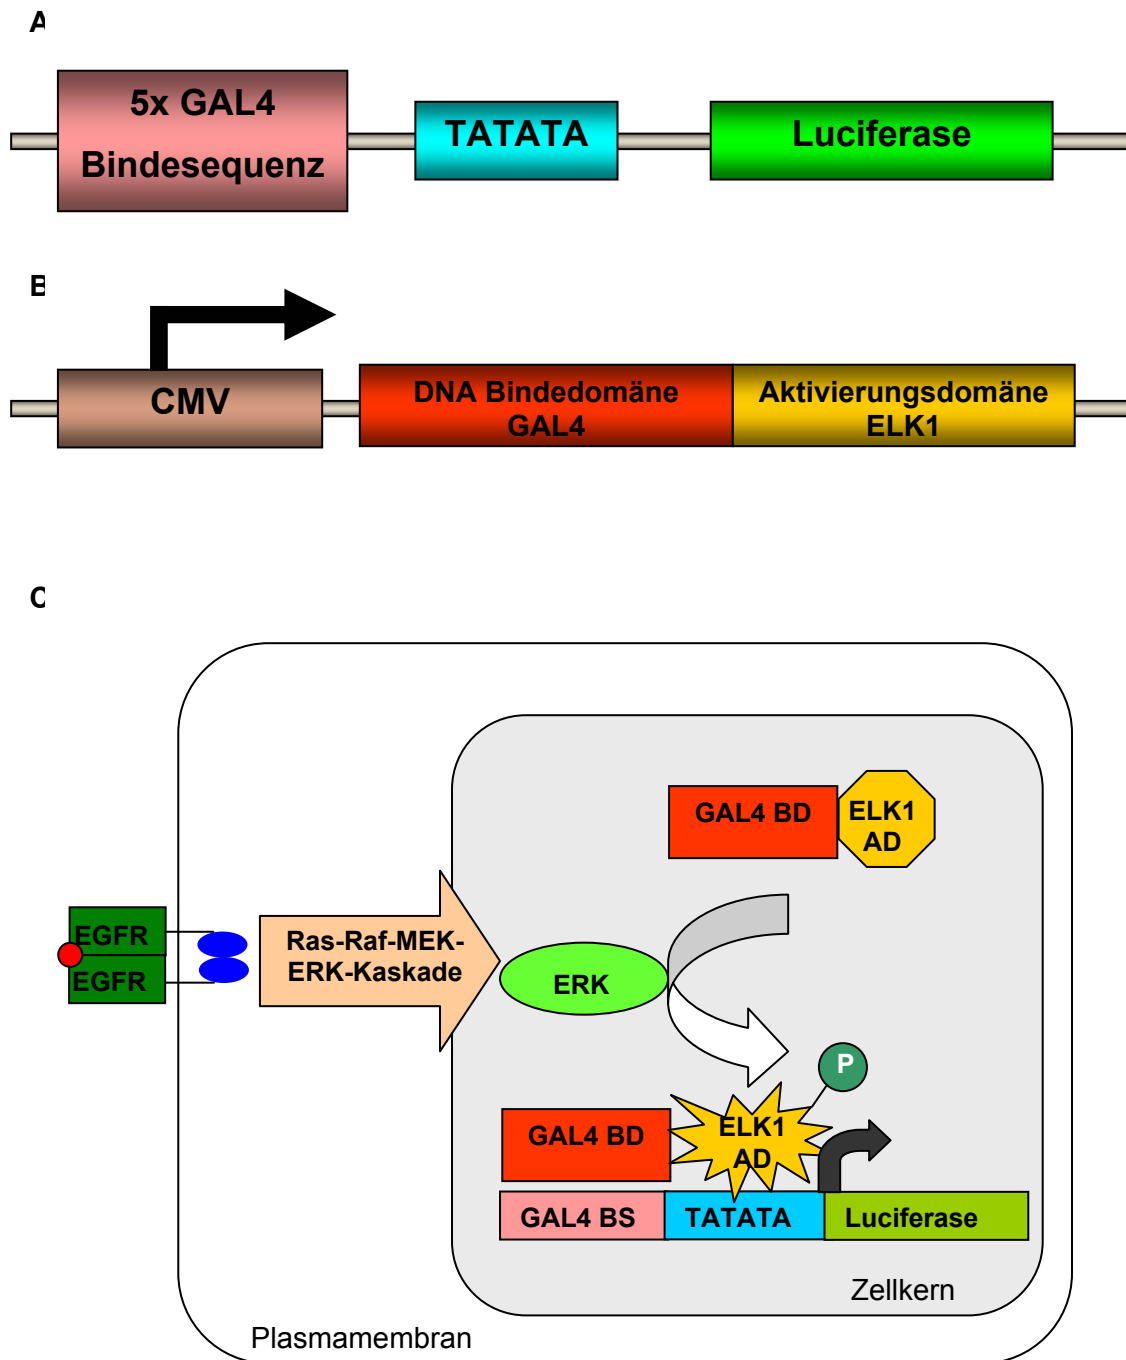 A
5x GAL4
Bindesequenz
TATATA
Luciferase
B
CMV
DNA Bindedomäne
GAL4
Aktivierungsdomäne
ELK1
C
GAL4 BD
ELK1
AD
EGFR
EGFR
Ras-Raf-MEK-
ERK-Kaskade
ERK
P
GAL4 BD
ELK1
AD
GAL4 BS
TATATA
Luciferase
Zellkern
Plasmamembran